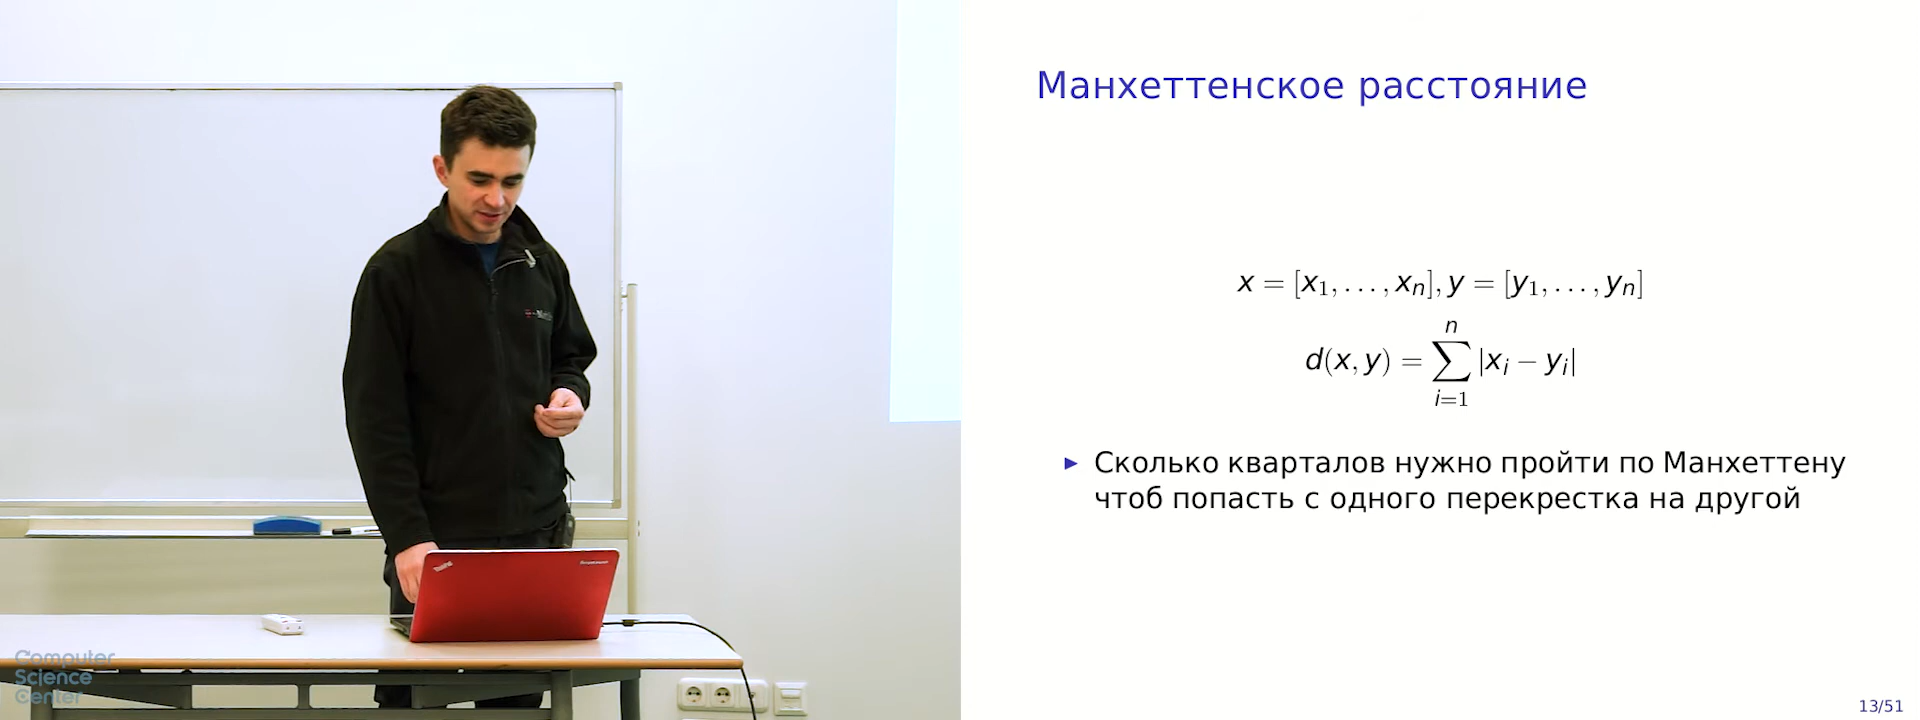 Манхеттенское расстояние
x = [x₁, . . . , xₙ], y = [y₁, . . . , yₙ]
d(x, y) = ∑ⁿᵢ₌₁ |xᵢ − yᵢ|
▶ Сколько кварталов нужно пройти по Манхеттену
чтоб попасть с одного перекрестка на другой
13/51
Computer
Science
Center